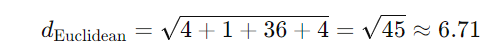 d_Euclidean = √(4 + 1 + 36 + 4) = √45 ≈ 6.71